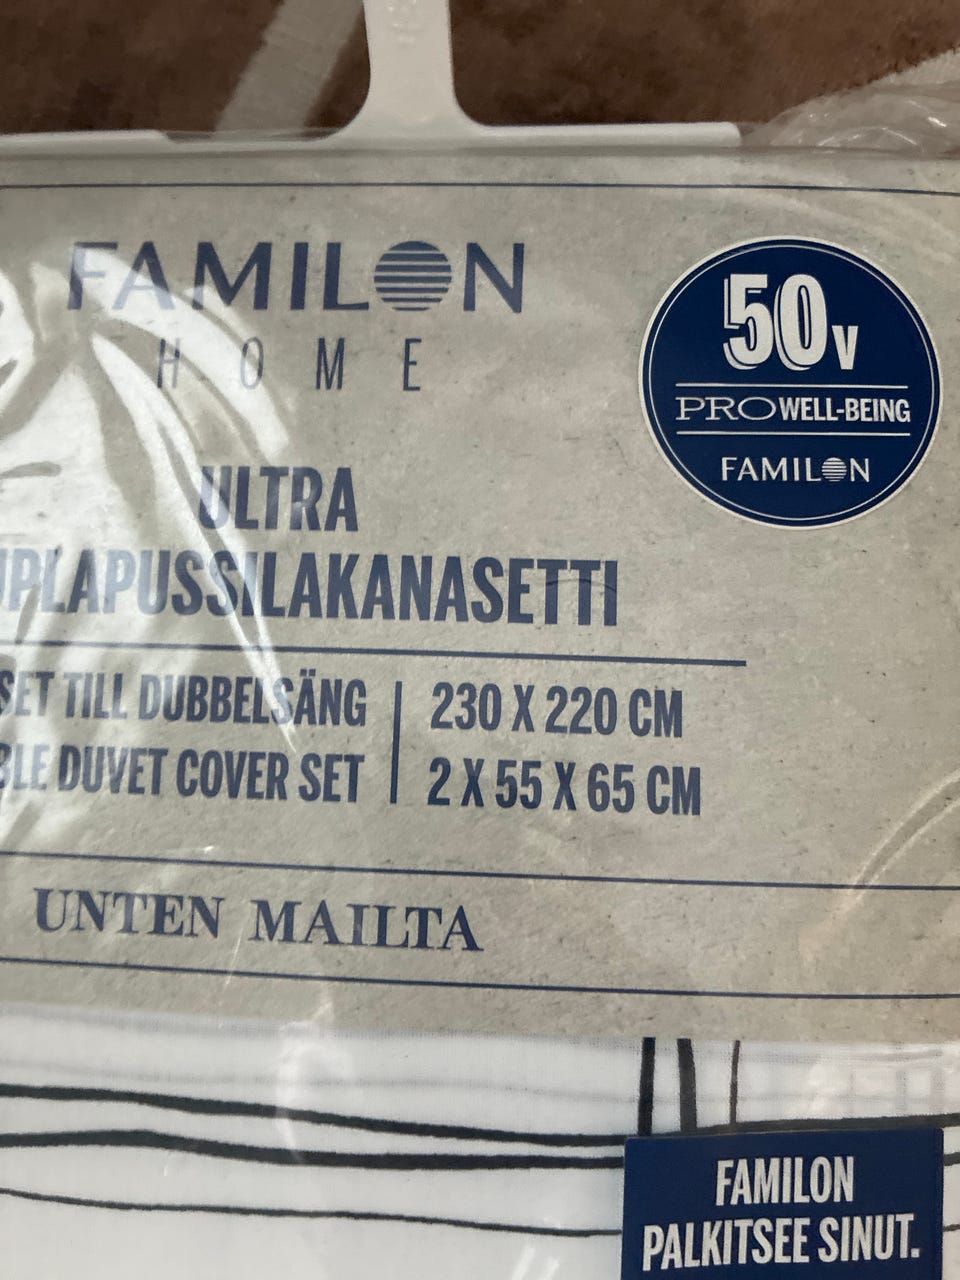 FAMILON
HOME
50v
PRO WELL-BEING
FAMILON
ULTRA
UPLAPUSSILAKANASETTI
SET TILL DUBBELSÄNG
BLE DUVET COVER SET
230 X 220 CM
2 X 55 X 65 CM
UNTEN MAILTA
FAMILON
PALKITSEE SINUT.